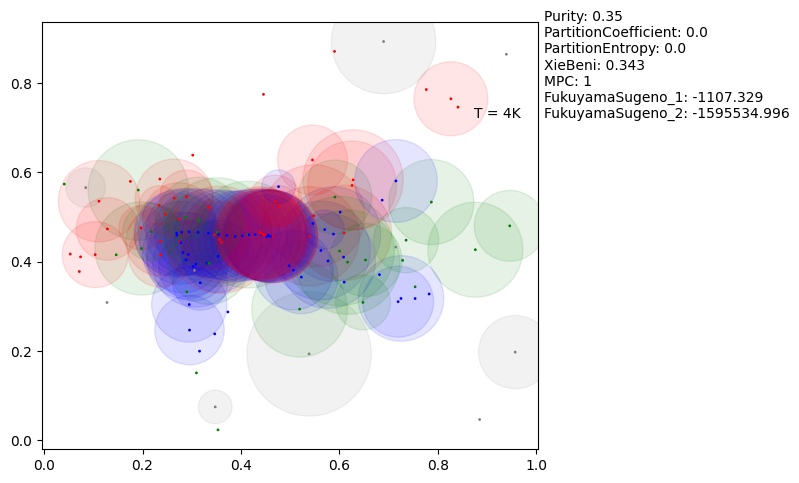 Purity: 0.35
PartitionCoefficient: 0.0
PartitionEntropy: 0.0
XieBeni: 0.343
MPC: 1
FukuyamaSugeno_1: -1107.329
FukuyamaSugeno_2: -1595534.996
T = 4K
0.8
0.6
0.4
0.2
0.0
0.0 0.2 0.4 0.6 0.8 1.0